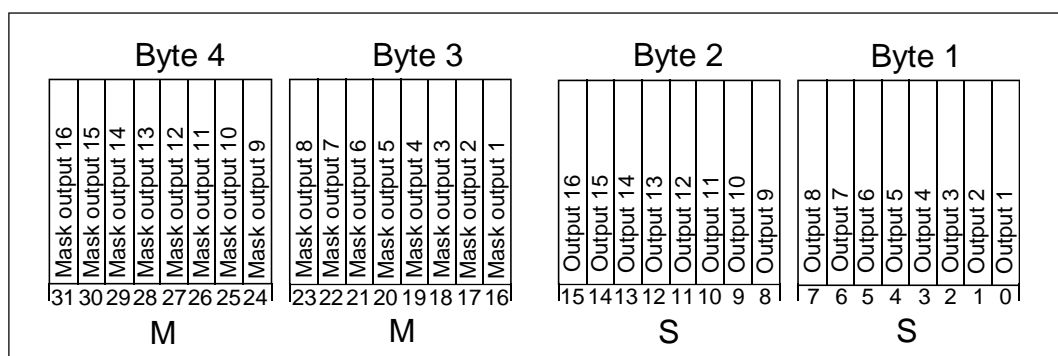 Byte 4
Byte 3
Byte 2
Byte 1
Mask output 16
Mask output 15
Mask output 14
Mask output 13
Mask output 12
Mask output 11
Mask output 10
Mask output 9
Mask output 8
Mask output 7
Mask output 6
Mask output 5
Mask output 4
Mask output 3
Mask output 2
Mask output 1
Output 16
Output 15
Output 14
Output 13
Output 12
Output 11
Output 10
Output 9
Output 8
Output 7
Output 6
Output 5
Output 4
Output 3
Output 2
Output 1
31 30 29 28 27 26 25 24
23 22 21 20 19 18 17 16
15 14 13 12 11 10 9 8
7 6 5 4 3 2 1 0
M
M
S
S